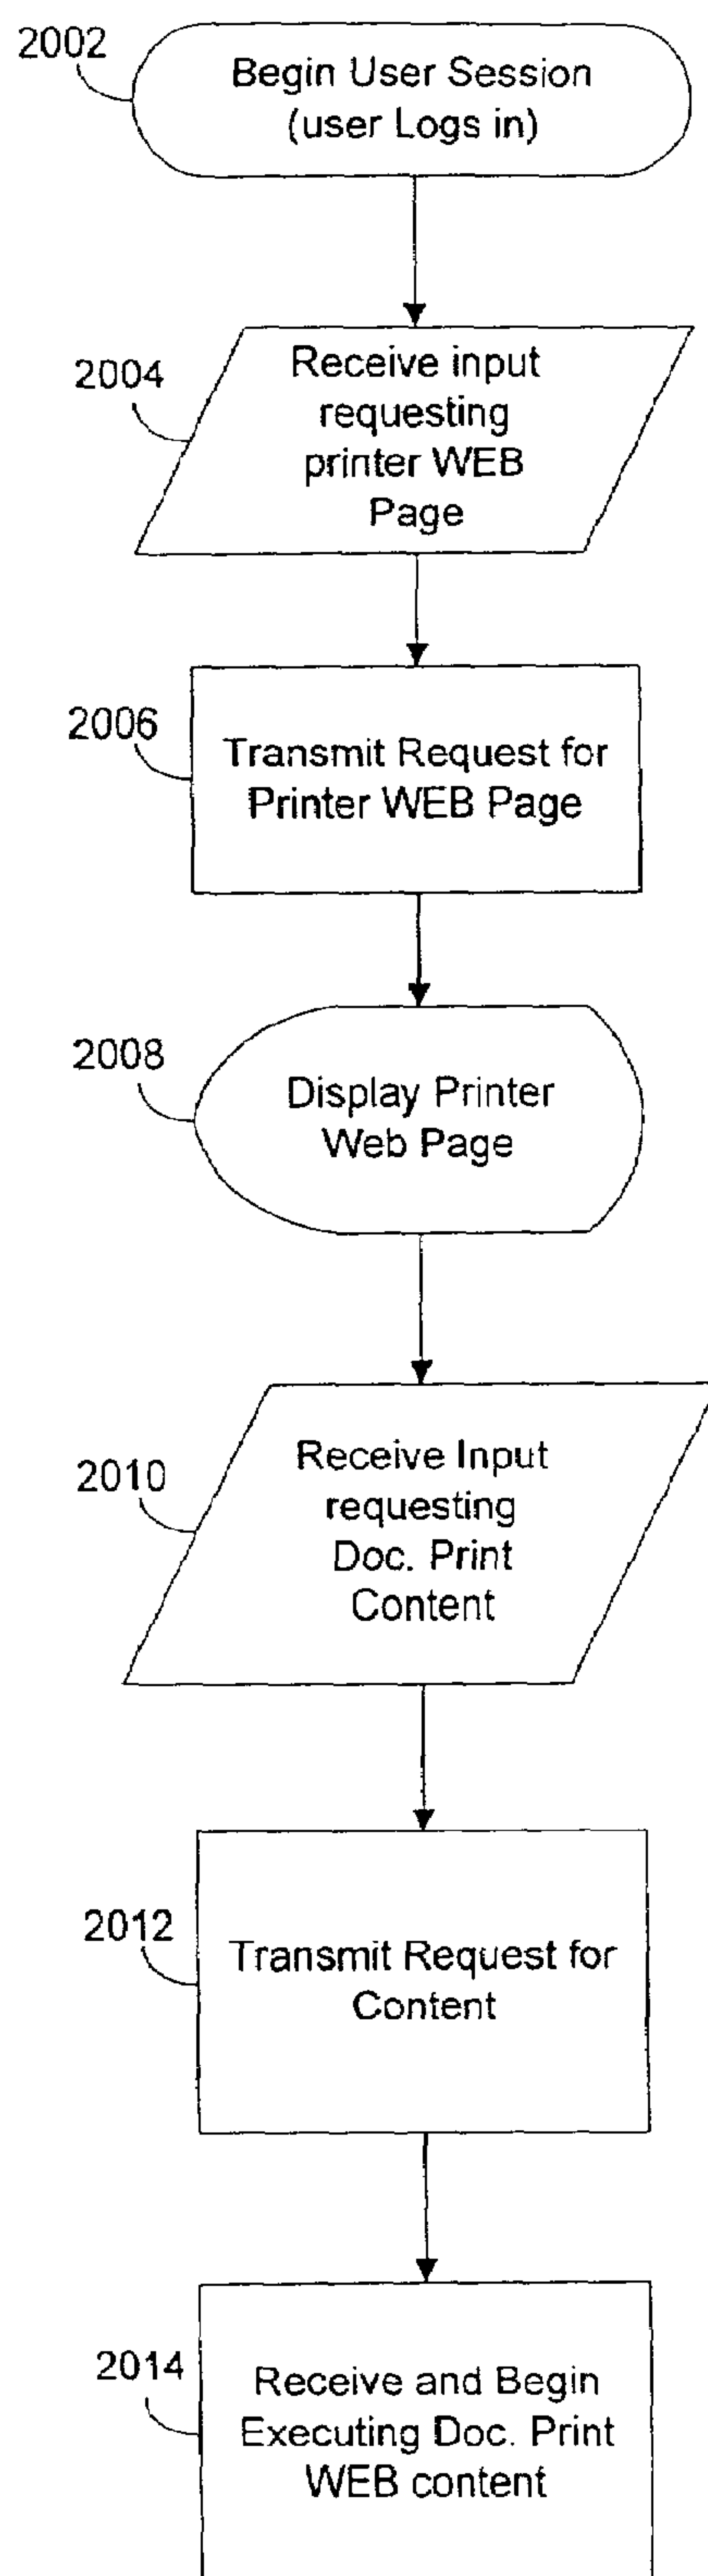 2002
Begin User Session
(user Logs in)
2004
Receive input
requesting
printer WEB
Page
2006
Transmit Request for
Printer WEB Page
2008
Display Printer
Web Page
2010
Receive Input
requesting
Doc. Print
Content
2012
Transmit Request for
Content
2014
Receive and Begin
Executing Doc. Print
WEB content